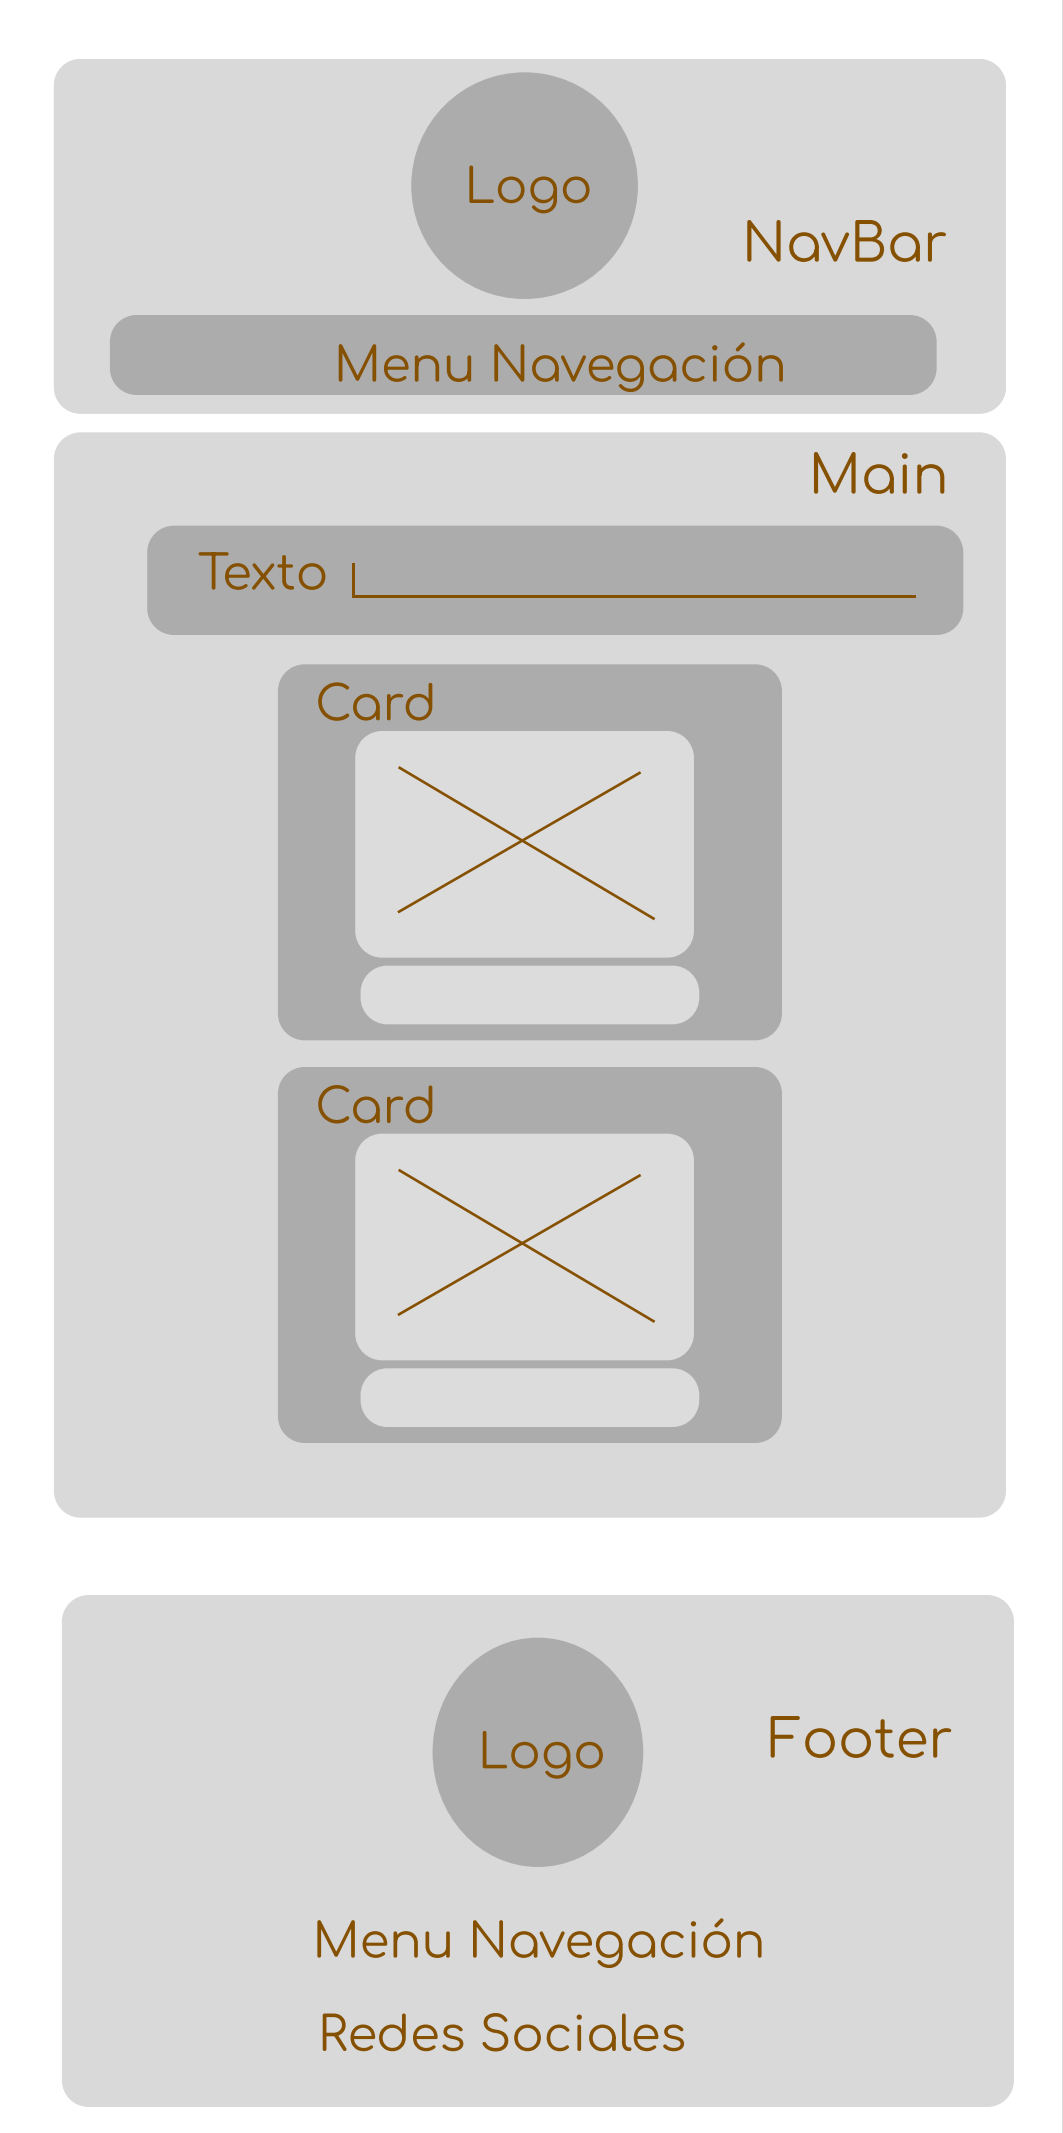 Logo
NavBar
Menu Navegación
Main
Texto
Card
Card
Logo
Footer
Menu Navegación
Redes Sociales